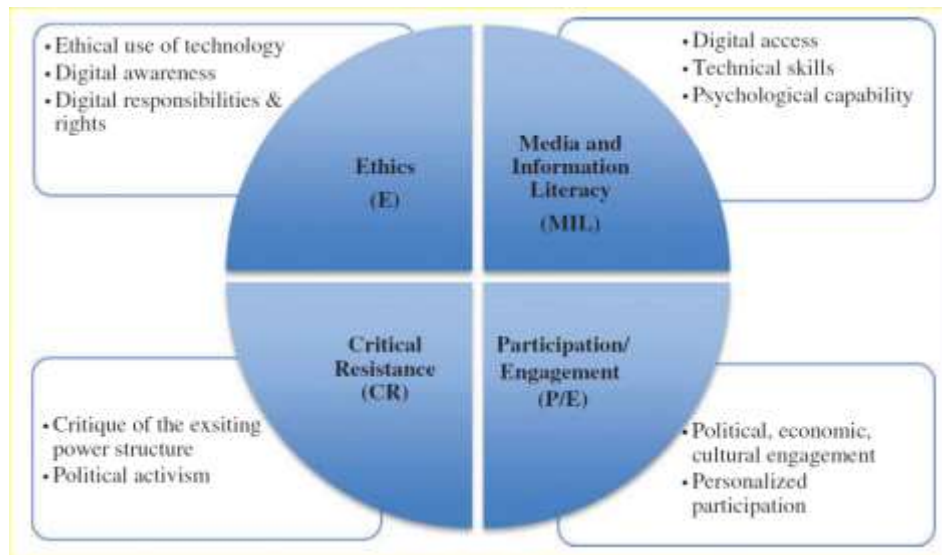 • Ethical use of technology
• Digital awareness
• Digital responsibilities &
rights
Ethics
(E)
• Digital access
• Technical skills
• Psychological capability
Media and
Information
Literacy
(MIL)
Critical
Resistance
(CR)
• Critique of the exsiting
power structure
• Political activism
Participation/
Engagement
(P/E)
• Political, economic,
cultural engagement
• Personalized
participation